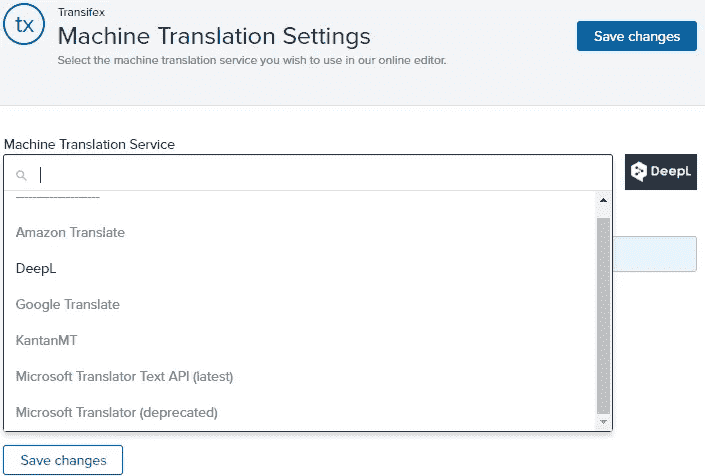 tx
Transifex
Machine Translation Settings
Select the machine translation service you wish to use in our online editor.
Save changes
Machine Translation Service
DeepL
--------------------
Amazon Translate
DeepL
Google Translate
KantanMT
Microsoft Translator Text API (latest)
Microsoft Translator (deprecated)
Save changes